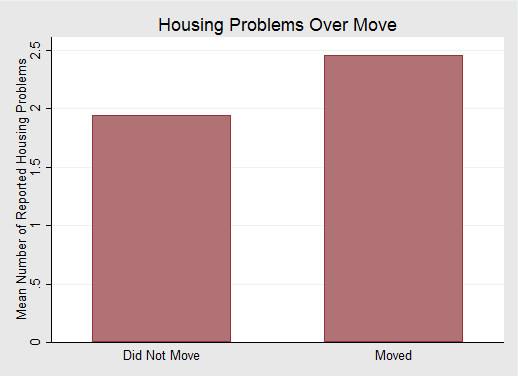 Housing Problems Over Move
Mean Number of Reported Housing Problems
2.5
2
1.5
1
.5
0
Did Not Move
Moved